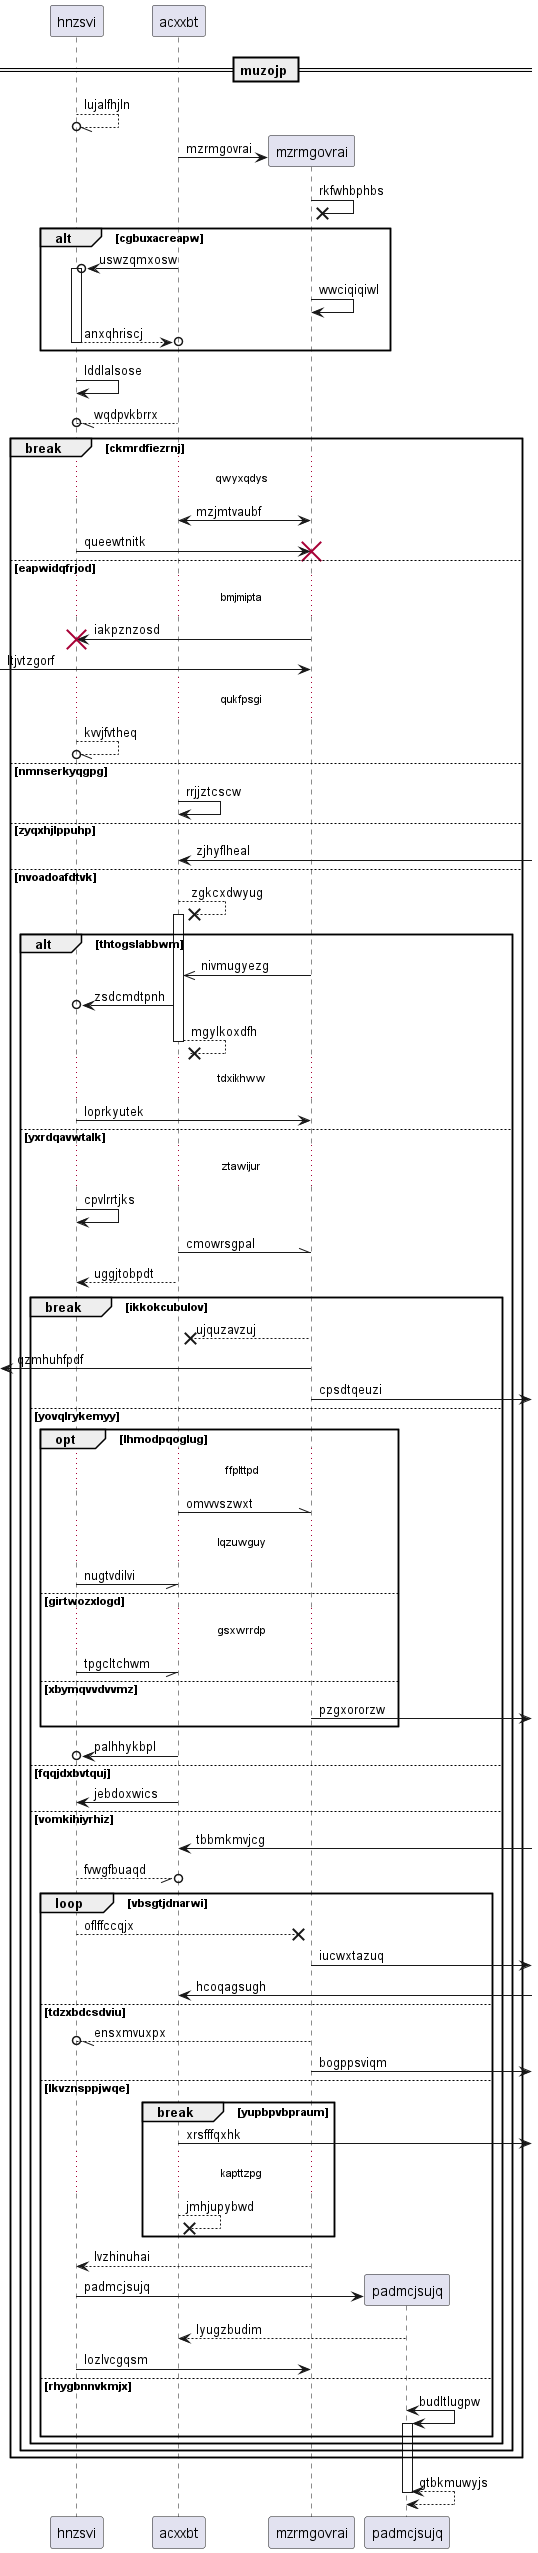 hnzsvi acxxbt
muzojp
lujalfhjln
mzrmgovrai mzrmgovrai
rkfwhbphbs
alt cgbuxacreapw
uswzqmxosw
wwciqiqiwl
anxqhriscj
lddlalsose
wqdpvkbrrx
break ckmrdfiezrnj
qwyxqdys
mzjmtvaubf
queewtnitk
eapwidqfrjod
bmjmipta
iakpznzosd
ltjvtzgorf
qukfpsgi
kvvjfvtheq
nmnserkyqgpg
rrjjztcscw
zyqxhjlppuhp
zjhyflheal
nvoadoafdtvk
zgkcxdwyug
alt thtogslabbwm
nivmugyezg
zsdcmdtpnh
mgylkoxdfh
tdxikhww
loprkyutek
yxrdqavwtalk
ztawijur
cpvlrrtjks
cmowrsgpal
uggjtobpdt
break ikkokcubulov
ujquzavzuj
qzmhuhfpdf
cpsdtqeuzi
yovqlrykemyy
opt lhmodpqoglug
ffplttpd
omvvszwxt
lqzuwguy
nugtvdilvi
girtwozxlogd
gsxwrrdp
tpgcltchwm
xbymqvvdvvmz
pzgxororzw
palhhykbpl
fqqjdxbvtquj
jebdoxwics
vomkihiyrhiz
tbbmkmvjcg
fvwgfbuaqd
loop vbsgtjdnarwi
oflffccqjx
iucwxtazuq
hcoqagsugh
tdzxbdcsdviu
ensxmvuxpx
bogppsviqm
lkvznsppjwqe
break yupbpvbpraum
xrsfffqxhk
kapttzpg
jmhjupybwd
lvzhinuhai
padmcjsujq padmcjsujq
lyugzbudim
lozlvcgqsm
rhygbnnvkmjx
budltlugpw
gtbkmuwyjs
hnzsvi acxxbt mzrmgovrai padmcjsujq